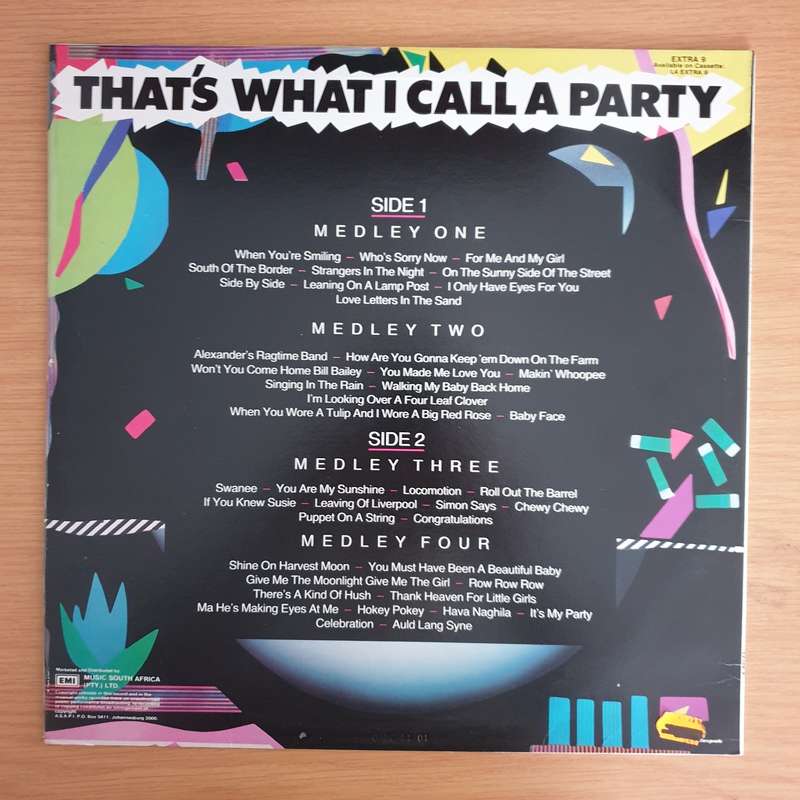 EXTRA 9
Available on Cassette:
L4 EXTRA 9
THAT'S WHAT I CALL A PARTY
SIDE 1
MEDLEY ONE
When You're Smiling – Who's Sorry Now – For Me And My Girl
South Of The Border – Strangers In The Night – On The Sunny Side Of The Street
Side By Side – Leaning On A Lamp Post – I Only Have Eyes For You
Love Letters In The Sand
MEDLEY TWO
Alexander's Ragtime Band – How Are You Gonna Keep 'em Down On The Farm
Won't You Come Home Bill Bailey – You Made Me Love You – Makin' Whoopee
Singing In The Rain – Walking My Baby Back Home
I'm Looking Over A Four Leaf Clover
When You Wore A Tulip And I Wore A Big Red Rose – Baby Face
SIDE 2
MEDLEY THREE
Swanee – You Are My Sunshine – Locomotion – Roll Out The Barrel
If You Knew Susie – Leaving Of Liverpool – Simon Says – Chewy Chewy
Puppet On A String – Congratulations
MEDLEY FOUR
Shine On Harvest Moon – You Must Have Been A Beautiful Baby
Give Me The Moonlight Give Me The Girl – Row Row Row
There's A Kind Of Hush – Thank Heaven For Little Girls
Ma He's Making Eyes At Me – Hokey Pokey – Hava Naghila – It's My Party
Celebration – Auld Lang Syne
Marketed and Distributed by
EMI MUSIC SOUTH AFRICA
(PTY.) LTD.
A.S.A.P.I. P.O. Box 3411 Johannesburg 2000.